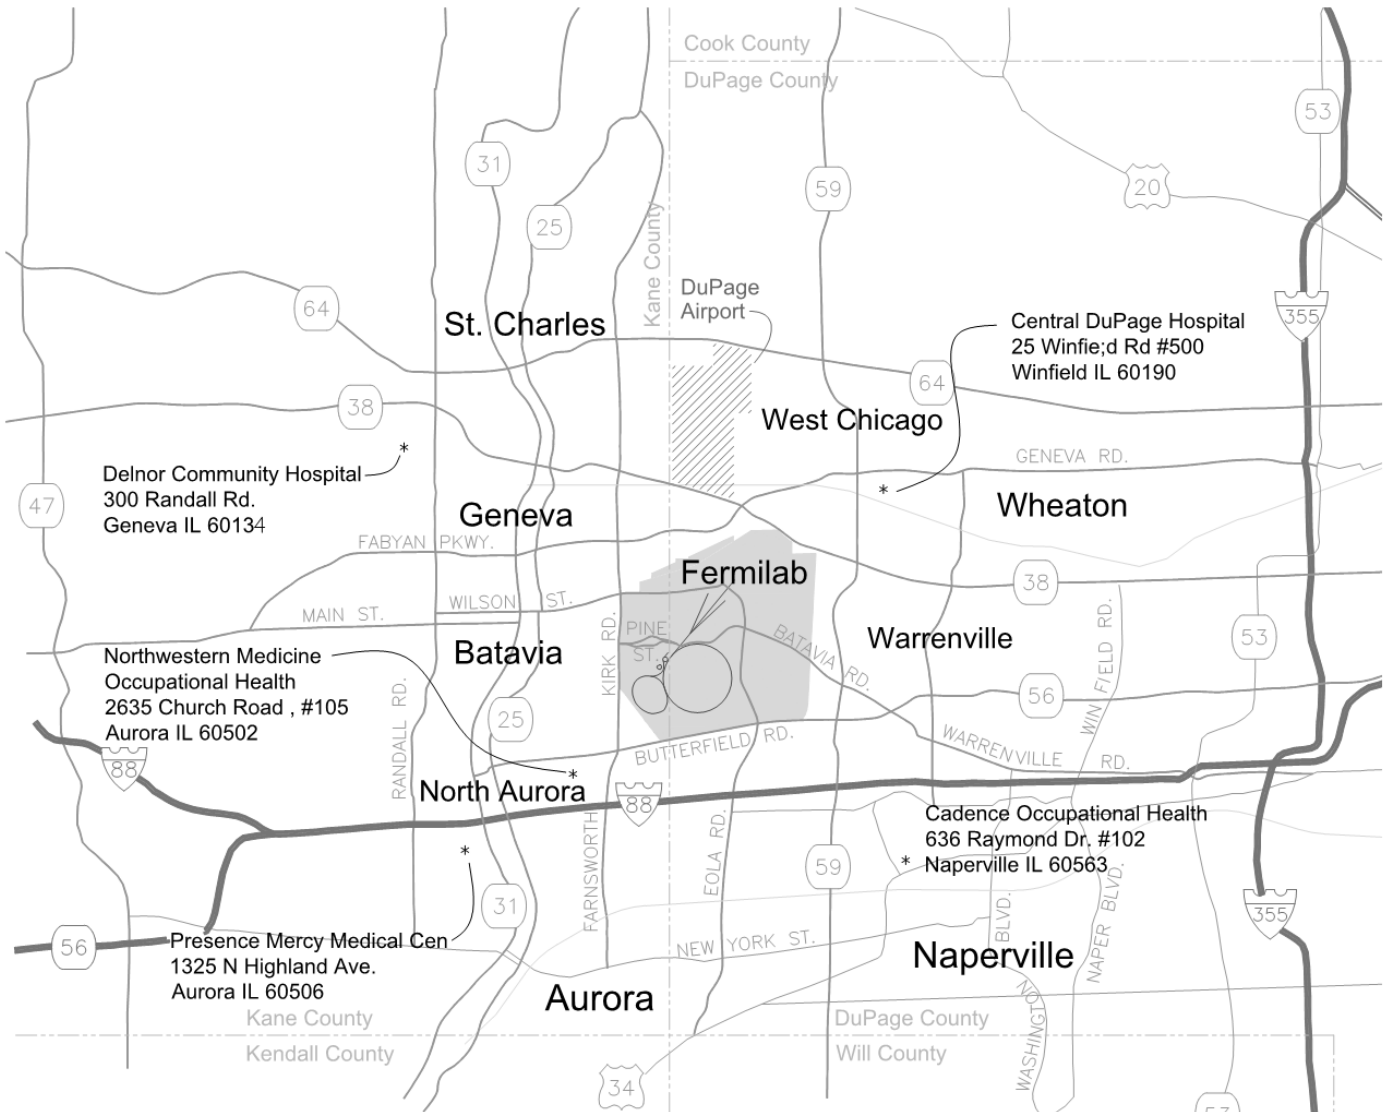 Cook County
DuPage County
53
31
20
59
25
Kane County
DuPage
Airport
64
St. Charles
355
Central DuPage Hospital
25 Winfie;d Rd #500
Winfield IL 60190
64
38
West Chicago
GENEVA RD.
*
Delnor Community Hospital
300 Randall Rd.
Geneva IL 60134
47
*
Wheaton
Geneva
FABYAN PKWY.
Fermilab
38
WILSON ST.
MAIN ST.
PINE
ST.
KIRK RD.
BATAVIA RD.
Warrenville
WIN FIELD RD.
53
Batavia
Northwestern Medicine
Occupational Health
2635 Church Road , #105
Aurora IL 60502
RANDALL RD.
56
25
BUTTERFIELD RD.
WARRENVILLE RD.
88
*
North Aurora
88
Cadence Occupational Health
636 Raymond Dr. #102
Naperville IL 60563
*
*
FARNSWORTH
EOLA RD.
59
31
355
BLVD.
NAPER BLVD.
56
Presence Mercy Medical Cen
1325 N Highland Ave.
Aurora IL 60506
NEW YORK ST.
Naperville
Aurora
WASHINGTON
Kane County
Kendall County
DuPage County
Will County
34
53